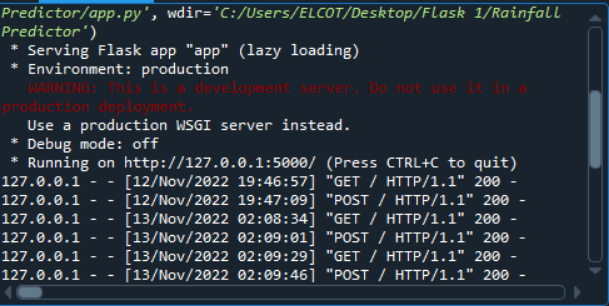 Predictor/app.py', wdir='C:/Users/ELCOT/Desktop/Flask 1/Rainfall
Predictor')
 * Serving Flask app "app" (lazy loading)
 * Environment: production
   WARNING: This is a development server. Do not use it in a
production deployment.
   Use a production WSGI server instead.
 * Debug mode: off
 * Running on http://127.0.0.1:5000/ (Press CTRL+C to quit)
127.0.0.1 - - [12/Nov/2022 19:46:57] "GET / HTTP/1.1" 200 -
127.0.0.1 - - [12/Nov/2022 19:47:09] "POST / HTTP/1.1" 200 -
127.0.0.1 - - [13/Nov/2022 02:08:34] "GET / HTTP/1.1" 200 -
127.0.0.1 - - [13/Nov/2022 02:09:01] "POST / HTTP/1.1" 200 -
127.0.0.1 - - [13/Nov/2022 02:09:29] "GET / HTTP/1.1" 200 -
127.0.0.1 - - [13/Nov/2022 02:09:46] "POST / HTTP/1.1" 200 -